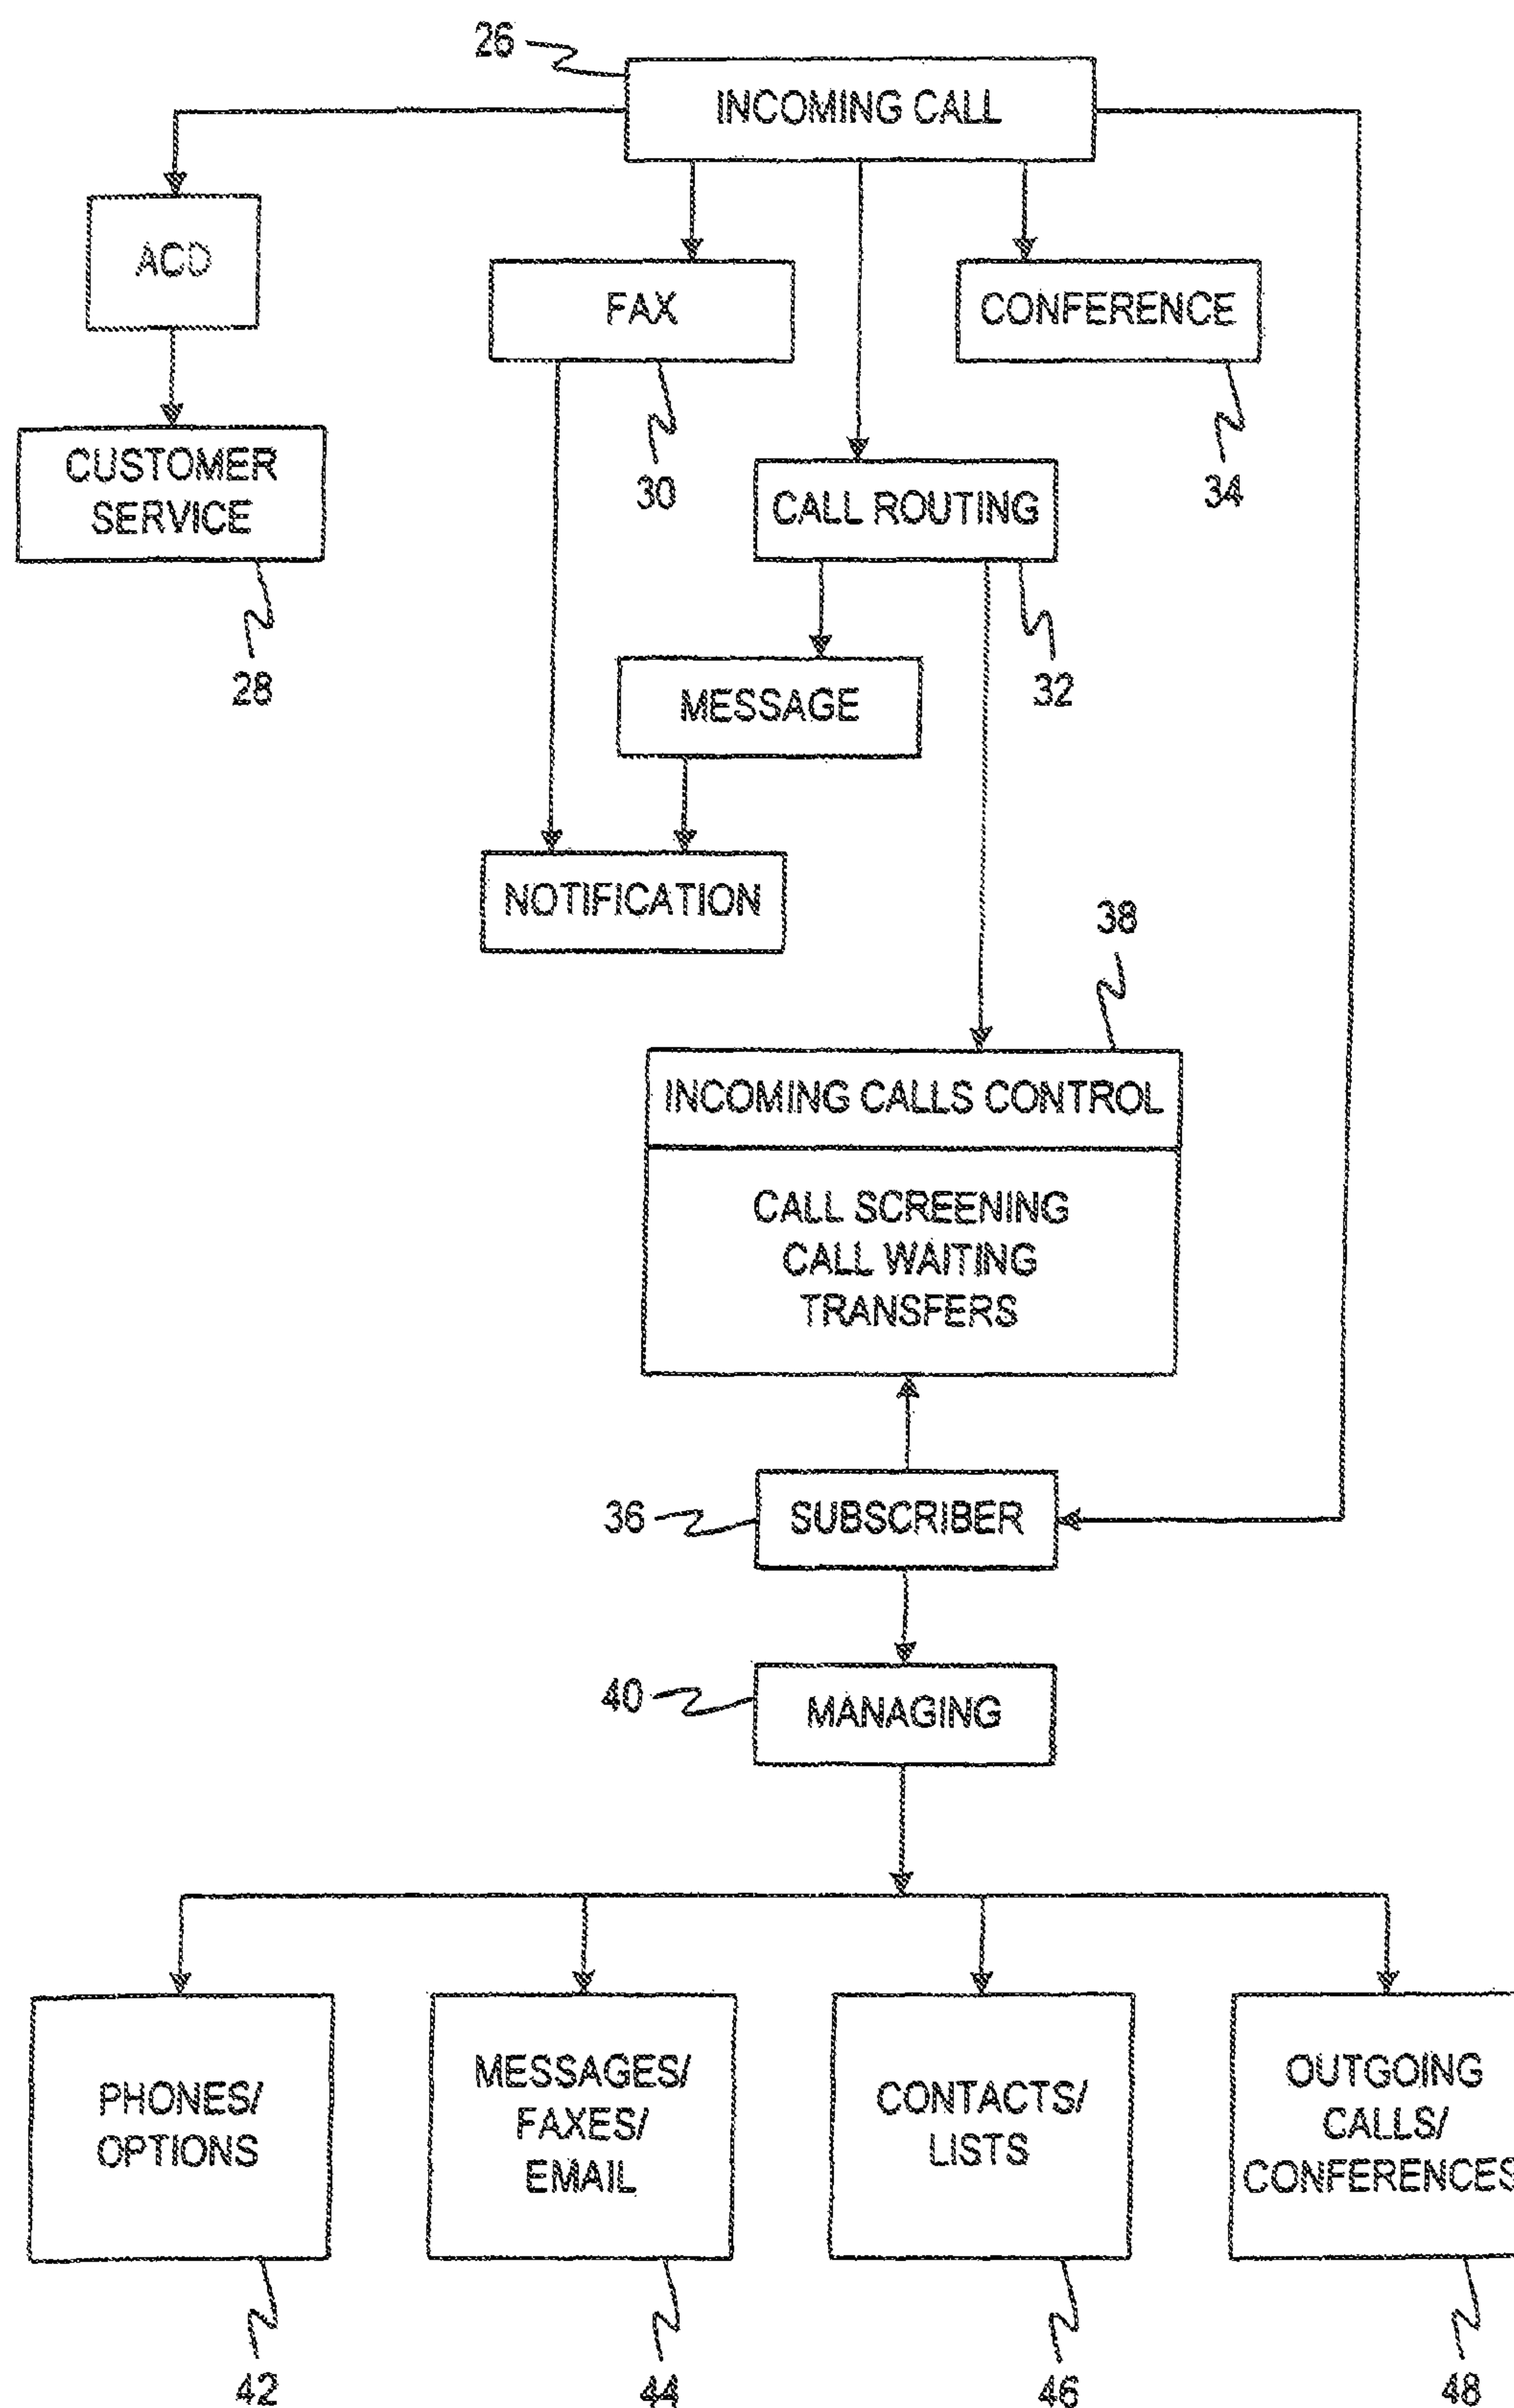 26
INCOMING CALL
ACD
FAX
CONFERENCE
CUSTOMER
SERVICE
30
CALL ROUTING
34
28
MESSAGE
32
NOTIFICATION
38
INCOMING CALLS CONTROL
CALL SCREENING
CALL WAITING
TRANSFERS
36
SUBSCRIBER
40
MANAGING
PHONES/
OPTIONS
MESSAGES/
FAXES/
EMAIL
CONTACTS/
LISTS
OUTGOING
CALLS/
CONFERENCES
42
44
46
48